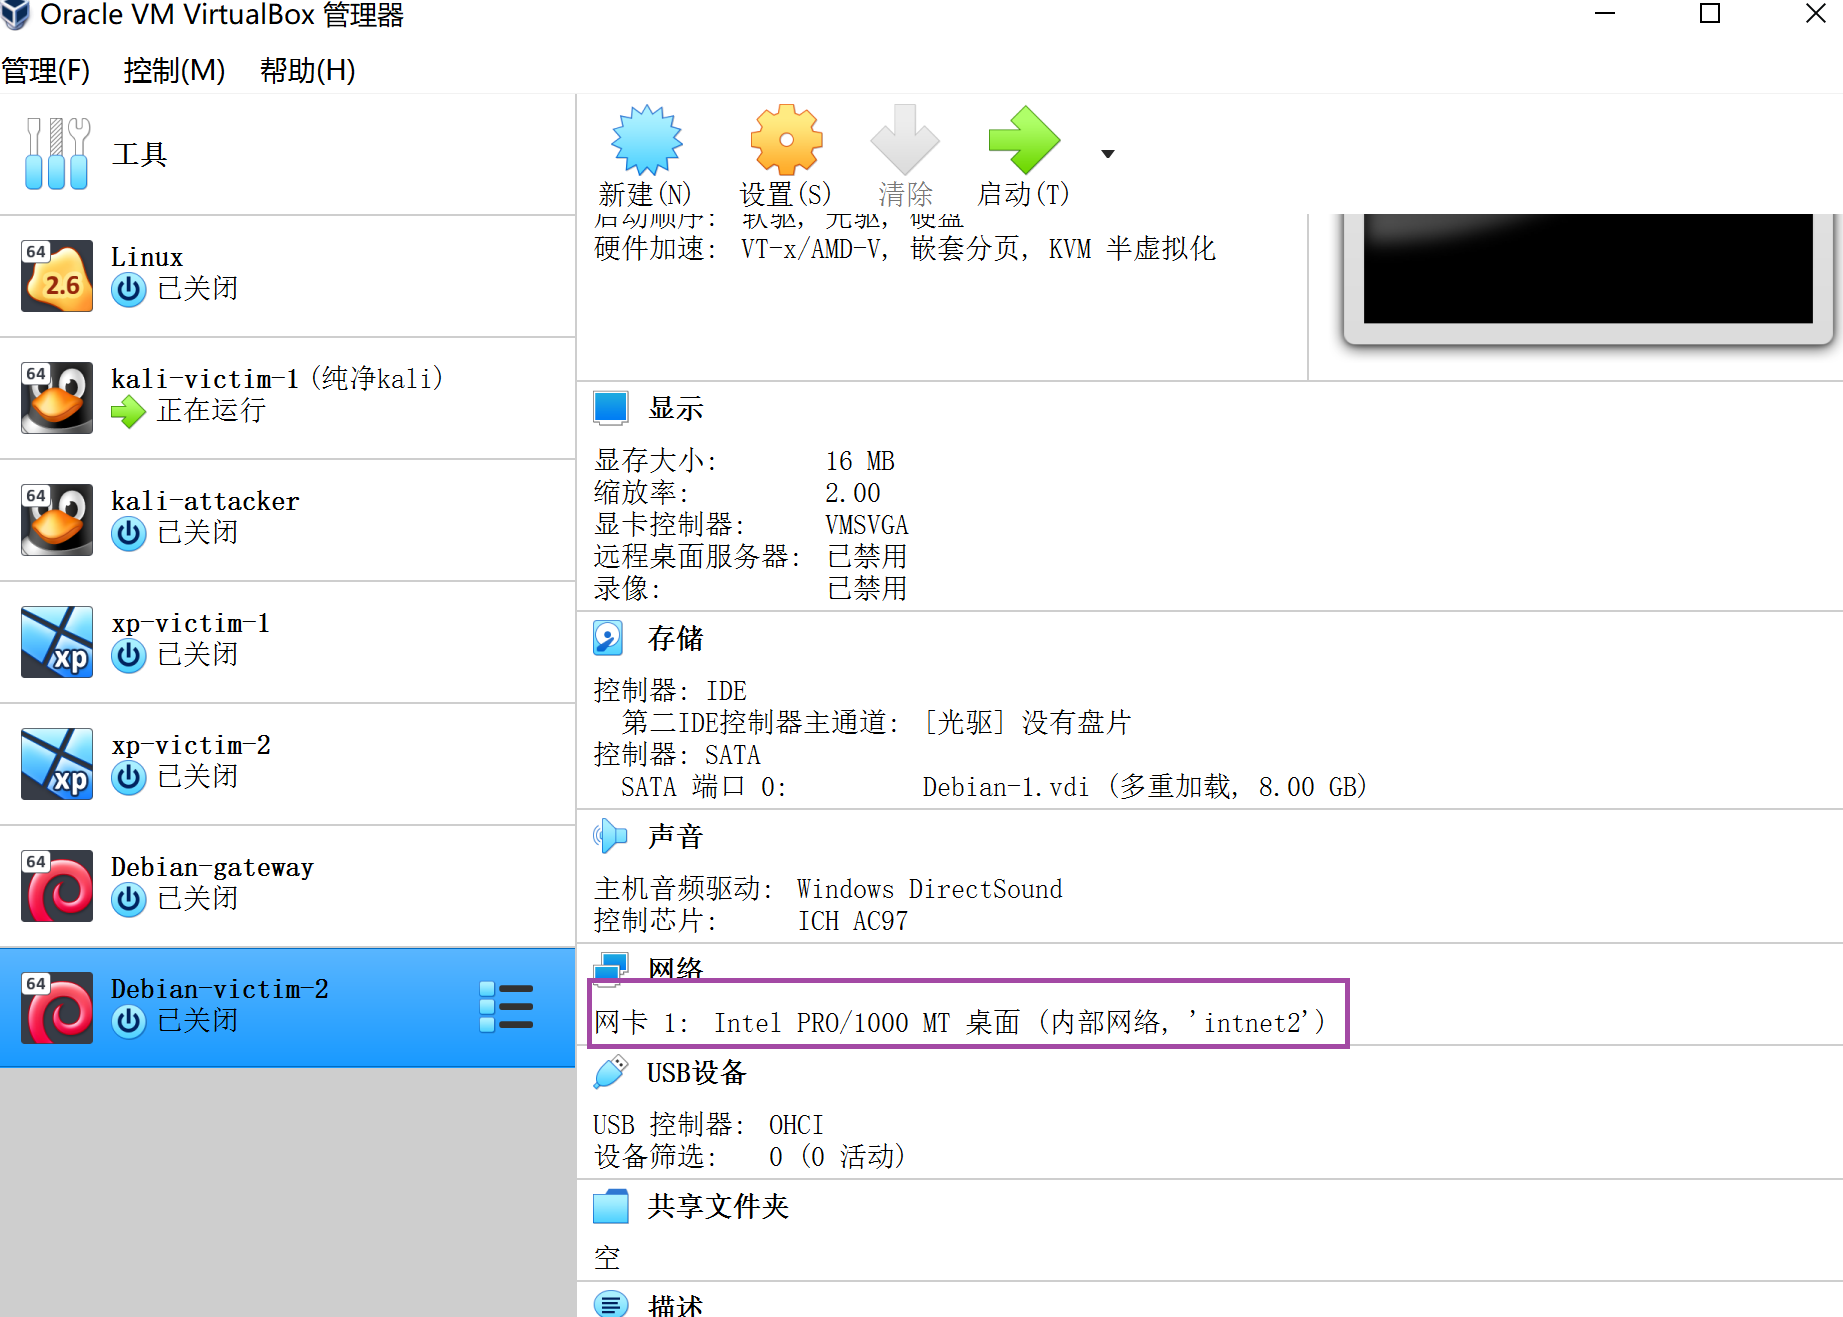 Oracle VM VirtualBox 管理器
管理(F) 控制(M) 帮助(H)
工具
64
2.6
Linux
已关闭
64
kali-victim-1 (纯净kali)
正在运行
64
kali-attacker
已关闭
xp
xp-victim-1
已关闭
xp
xp-victim-2
已关闭
64
Debian-gateway
已关闭
64
Debian-victim-2
已关闭
新建(N) 设置(S) 清除 启动(T)
启动顺序: 软驱, 光驱, 硬盘
硬件加速: VT-x/AMD-V, 嵌套分页, KVM 半虚拟化
显示
显存大小: 16 MB
缩放率: 2.00
显卡控制器: VMSVGA
远程桌面服务器: 已禁用
录像: 已禁用
存储
控制器: IDE
第二IDE控制器主通道: [光驱] 没有盘片
控制器: SATA
SATA 端口 0: Debian-1.vdi (多重加载, 8.00 GB)
声音
主机音频驱动: Windows DirectSound
控制芯片: ICH AC97
网络
网卡 1: Intel PRO/1000 MT 桌面 (内部网络, 'intnet2')
USB设备
USB 控制器: OHCI
设备筛选: 0 (0 活动)
共享文件夹
空
描述